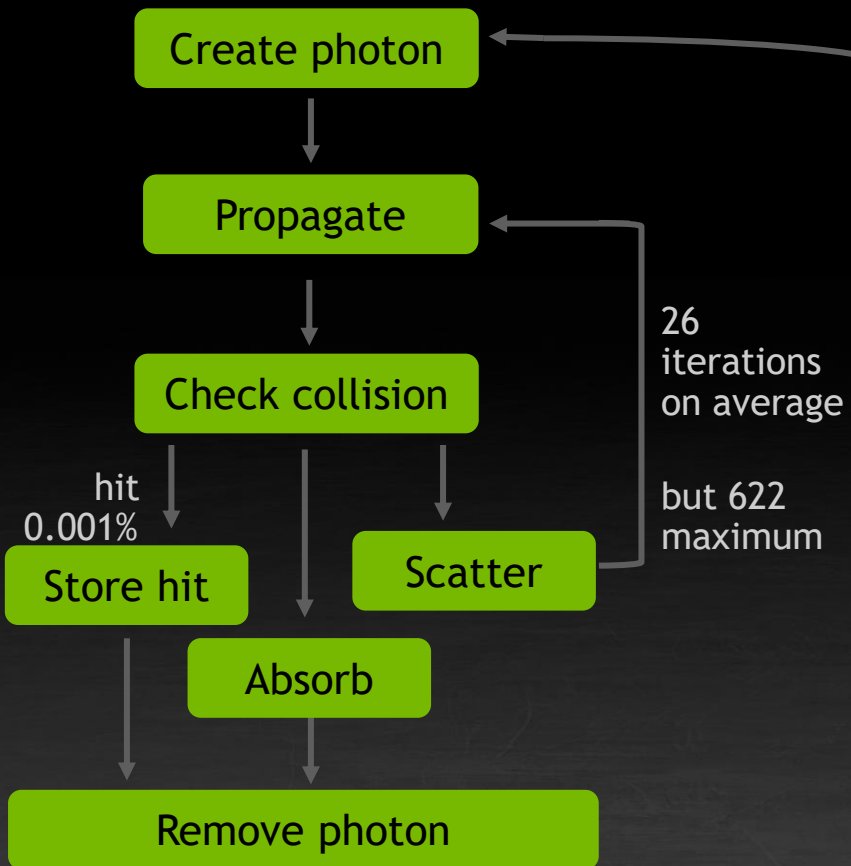 Create photon
Propagate
26
iterations
on average
Check collision
hit
0.001%
but 622
maximum
Store hit
Scatter
Absorb
Remove photon